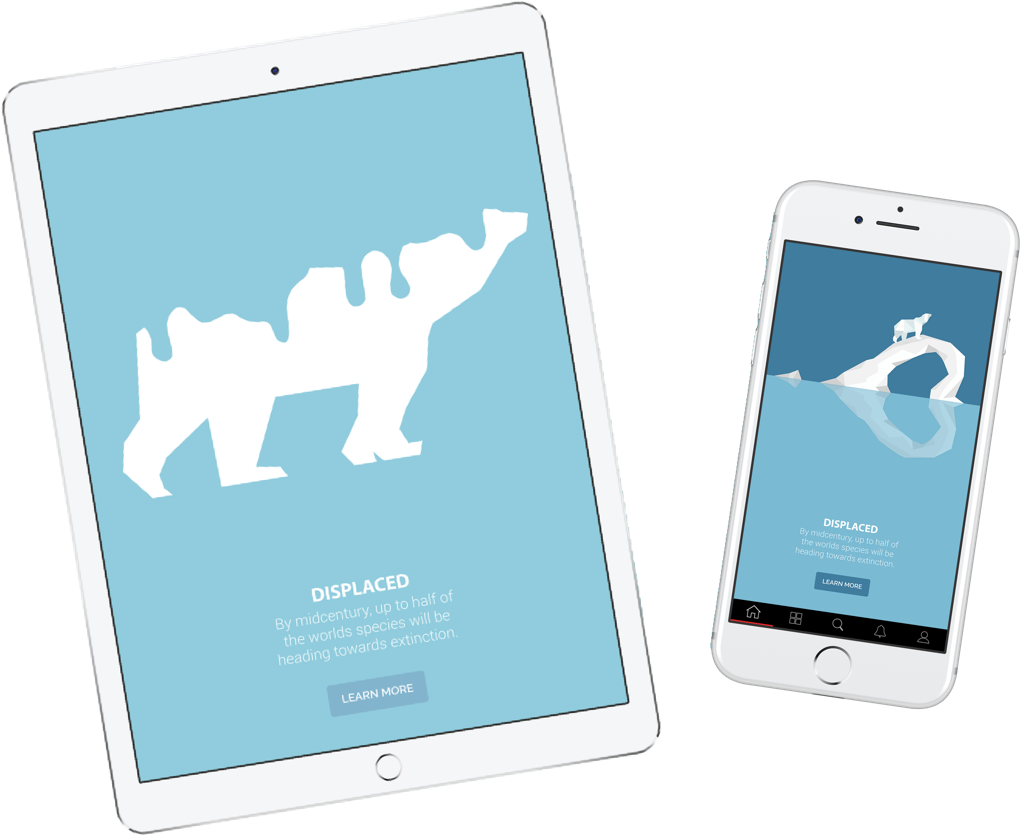 DISPLACED
By midcentury, up to half of
the worlds species will be
heading towards extinction.
LEARN MORE
DISPLACED
By midcentury, up to half of
the worlds species will be
heading towards extinction.
LEARN MORE